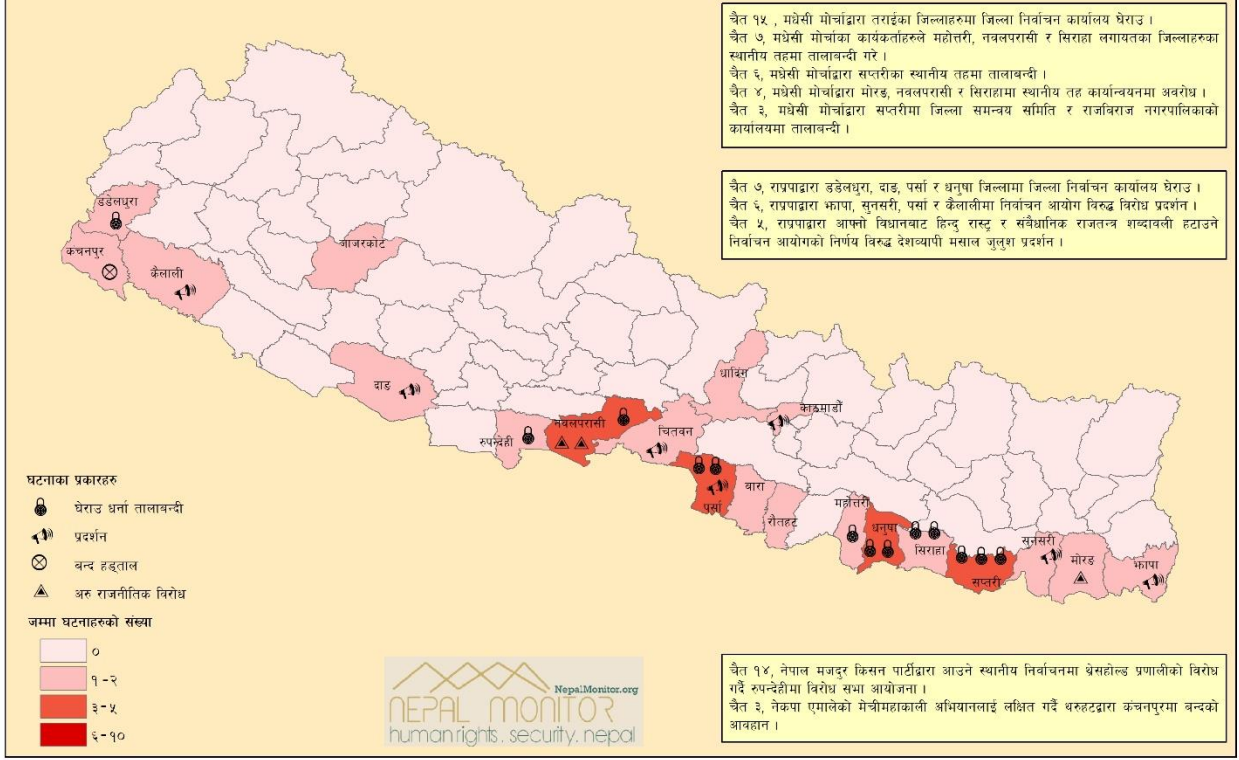 चैत १५ , मधेसी मोर्चाद्वारा तराईका जिल्लाहरुमा जिल्ला निर्वाचन कार्यालय घेराउ ।
चैत ७, मधेसी मोर्चाका कार्यकर्ताहरुले महोत्तरी, नवलपरासी र सिराहा लगायतका जिल्लाहरुका
स्थानीय तहमा तालाबन्दी गरे ।
चैत ६, मधेसी मोर्चाद्वारा सप्तरीका स्थानीय तहमा तालाबन्दी ।
चैत ४, मधेसी मोर्चाद्वारा मोरङ, नवलपरासी र सिराहामा स्थानीय तह कार्यान्वयनमा अवरोध ।
चैत ३, मधेसी मोर्चाद्वारा सप्तरीमा जिल्ला समन्वय समिति र राजबिराज नगरपालिकाको
कार्यालयमा तालाबन्दी ।
चैत ७, राप्रपाद्वारा डडेलधुरा, दाङ, पर्सा र धनुषा जिल्लामा जिल्ला निर्वाचन कार्यालय घेराउ ।
चैत ६, राप्रपाद्वारा झापा, सुनसरी, पर्सा र कैलालीमा निर्वाचन आयोग विरुद्ध विरोध प्रदर्शन ।
चैत ५, राप्रपाद्वारा आफ्नो विधानबाट हिन्दु रास्ट्र र संवैधानिक राजतन्त्र शब्दावली हटाउने
निर्वाचन आयोगको निर्णय विरुद्ध देशव्यापी मसाल जुलुश प्रदर्शन ।
डडेलधुरा
कचनपुर
कैलाली
जाजरकोट
दाङ
रुपन्देही
नवलपरासी
चितवन
धादिंग
काठमाडौं
पर्सा
बारा
रौतहट
महोत्तरी
धनुषा
सिराहा
सप्तरी
सुनसरी
मोरङ
झापा
घटनाका प्रकारहरु
घेराउ धर्ना तालाबन्दी
प्रदर्शन
बन्द हड्ताल
अरु राजनीतिक विरोध
जम्मा घटनाहरुको संख्या
०
१-२
३-५
६-१०
NepalMonitor.org
NEPAL MONITOR
human rights. security. nepal
चैत १४, नेपाल मजदुर किसन पार्टीद्वारा आउने स्थानीय निर्वाचनमा थ्रेसहोल्ड प्रणालीको विरोध
गर्दै रुपन्देहीमा विरोध सभा आयोजना ।
चैत ३, नेकपा एमालेको मेचीमहाकाली अभियानलाई लक्षित गर्दै थरुहटद्वारा कंचनपुरमा बन्दको
आवहान ।